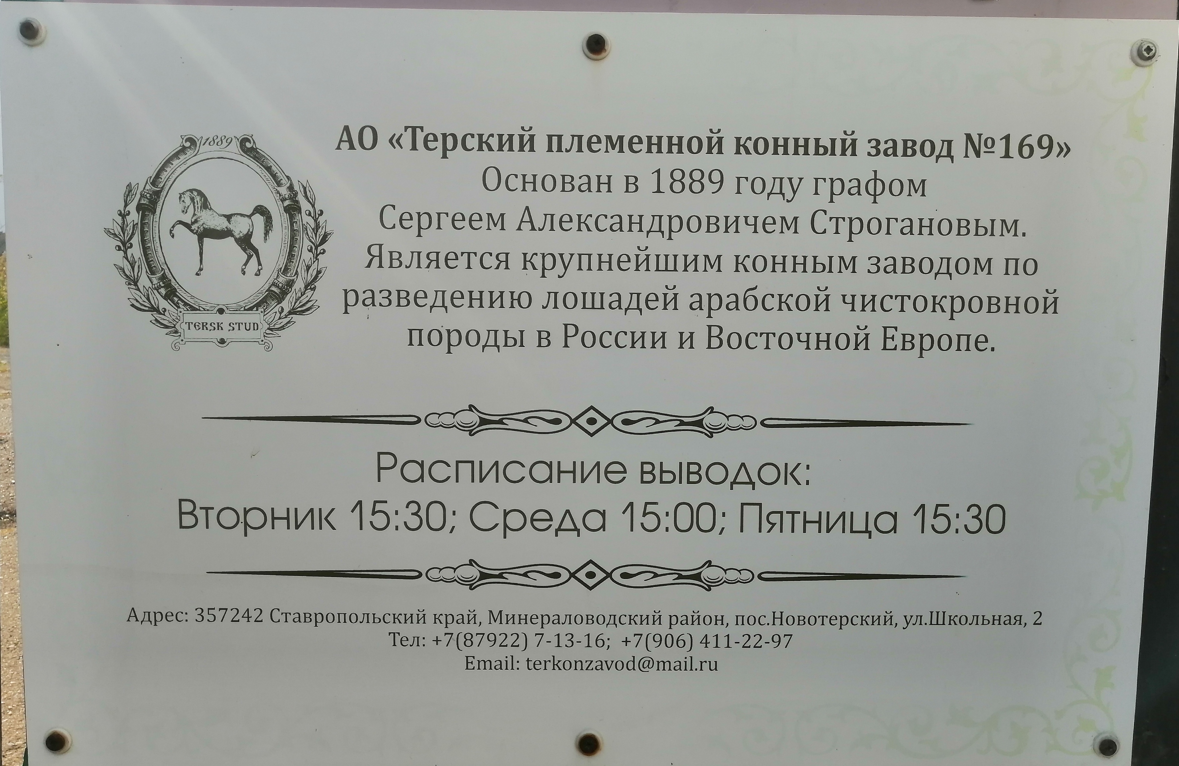 1889
TERSK STUD
АО «Терский племенной конный завод №169»
Основан в 1889 году графом
Сергеем Александровичем Строгановым.
Является крупнейшим конным заводом по
разведению лошадей арабской чистокровной
породы в России и Восточной Европе.
Расписание выводок:
Вторник 15:30; Среда 15:00; Пятница 15:30
Адрес: 357242 Ставропольский край, Минераловодский район, пос.Новотерский, ул.Школьная, 2
Тел: +7(87922) 7-13-16; +7(906) 411-22-97
Email: terkonzavod@mail.ru